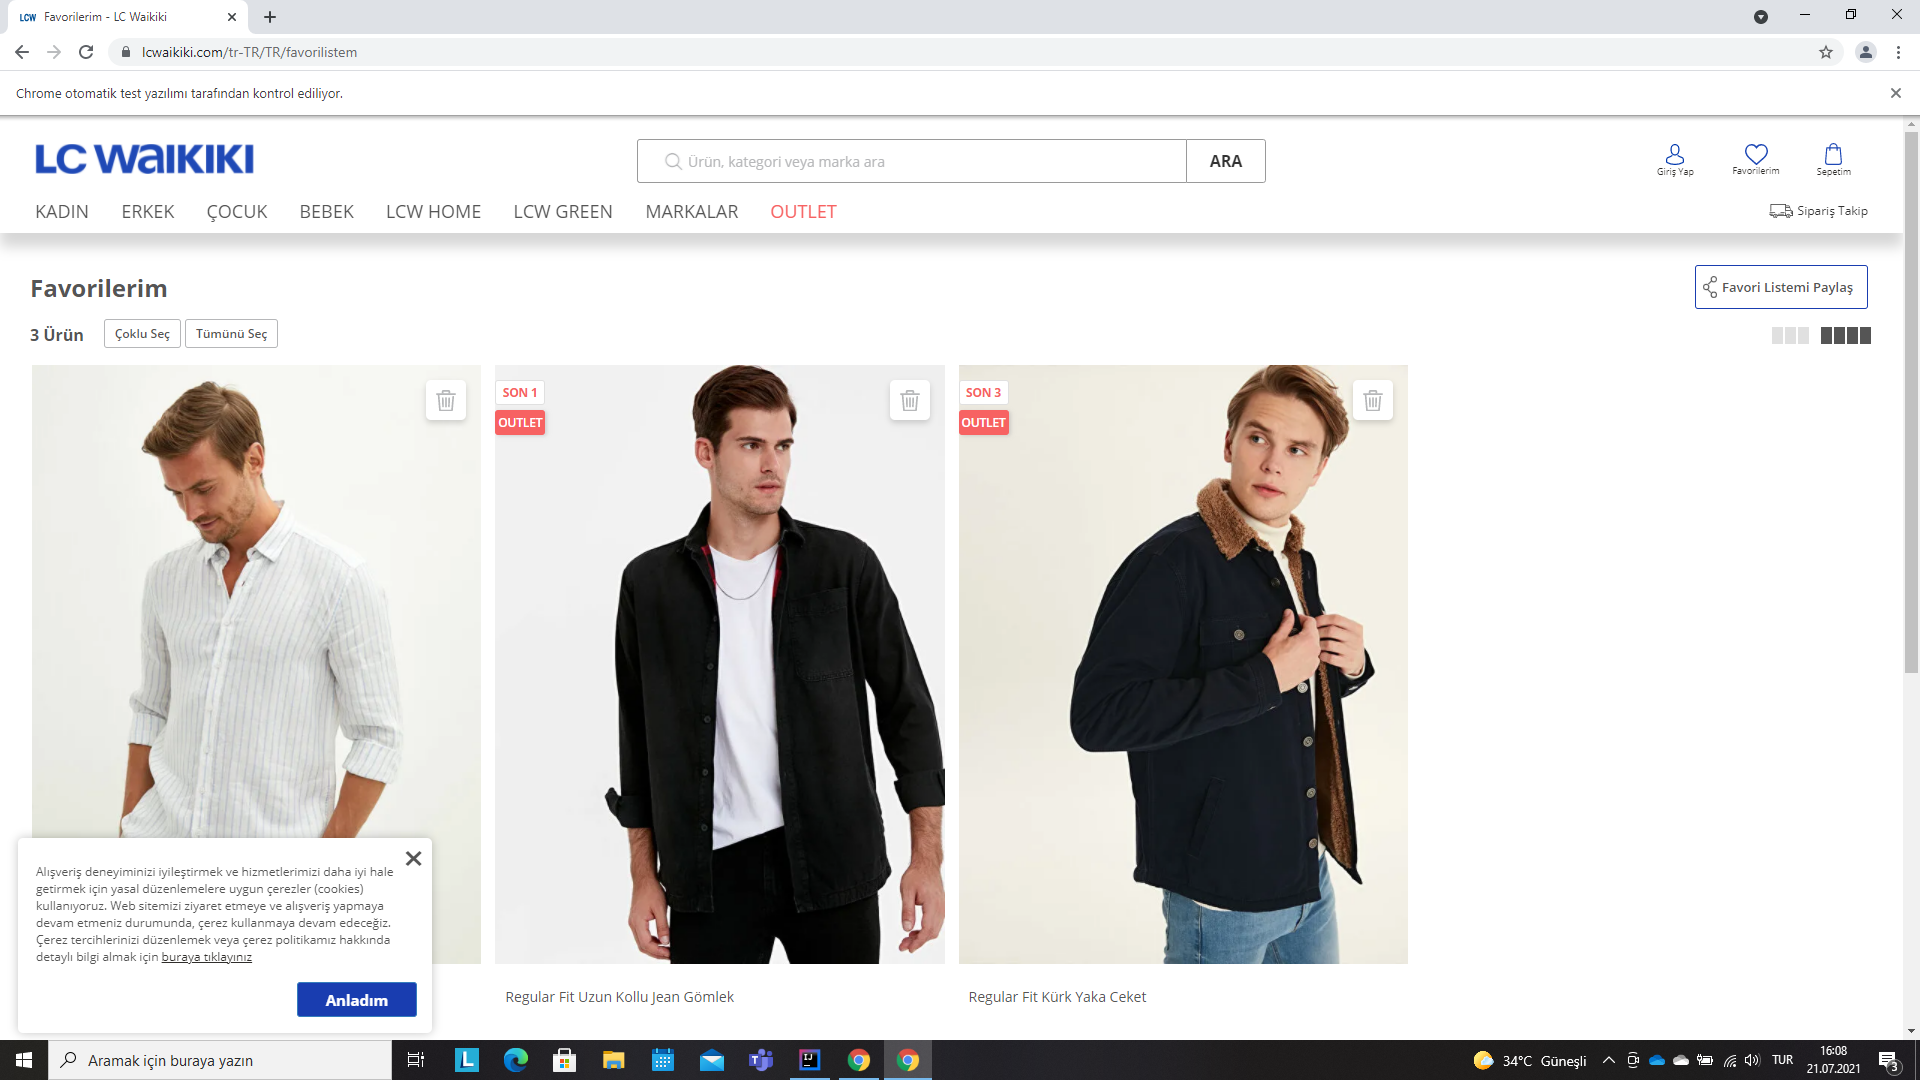 LCW Favorilerim - LC Waikiki
lcwaikiki.com/tr-TR/TR/favorilistem
Chrome otomatik test yazılımı tarafından kontrol ediliyor.
LC WAIKIKI
Ürün, kategori veya marka ara
ARA
Giriş Yap
Favorilerim
Sepetim
KADIN ERKEK ÇOCUK BEBEK LCW HOME LCW GREEN MARKALAR OUTLET
Sipariş Takip
Favorilerim
Favori Listemi Paylaş
3 Ürün
Çoklu Seç
Tümünü Seç
SON 1
OUTLET
SON 3
OUTLET
Alışveriş deneyiminizi iyileştirmek ve hizmetlerimizi daha iyi hale
getirmek için yasal düzenlemelere uygun çerezler (cookies)
kullanıyoruz. Web sitemizi ziyaret etmeye ve alışveriş yapmaya
devam etmeniz durumunda, çerez kullanmaya devam edeceğiz.
Çerez tercihlerinizi düzenlemek veya çerez politikamız hakkında
detaylı bilgi almak için buraya tıklayınız
Anladım
Regular Fit Uzun Kollu Jean Gömlek
Regular Fit Kürk Yaka Ceket
Aramak için buraya yazın
L
IJ
34°C Güneşli
TUR
16:08
21.07.2021
3